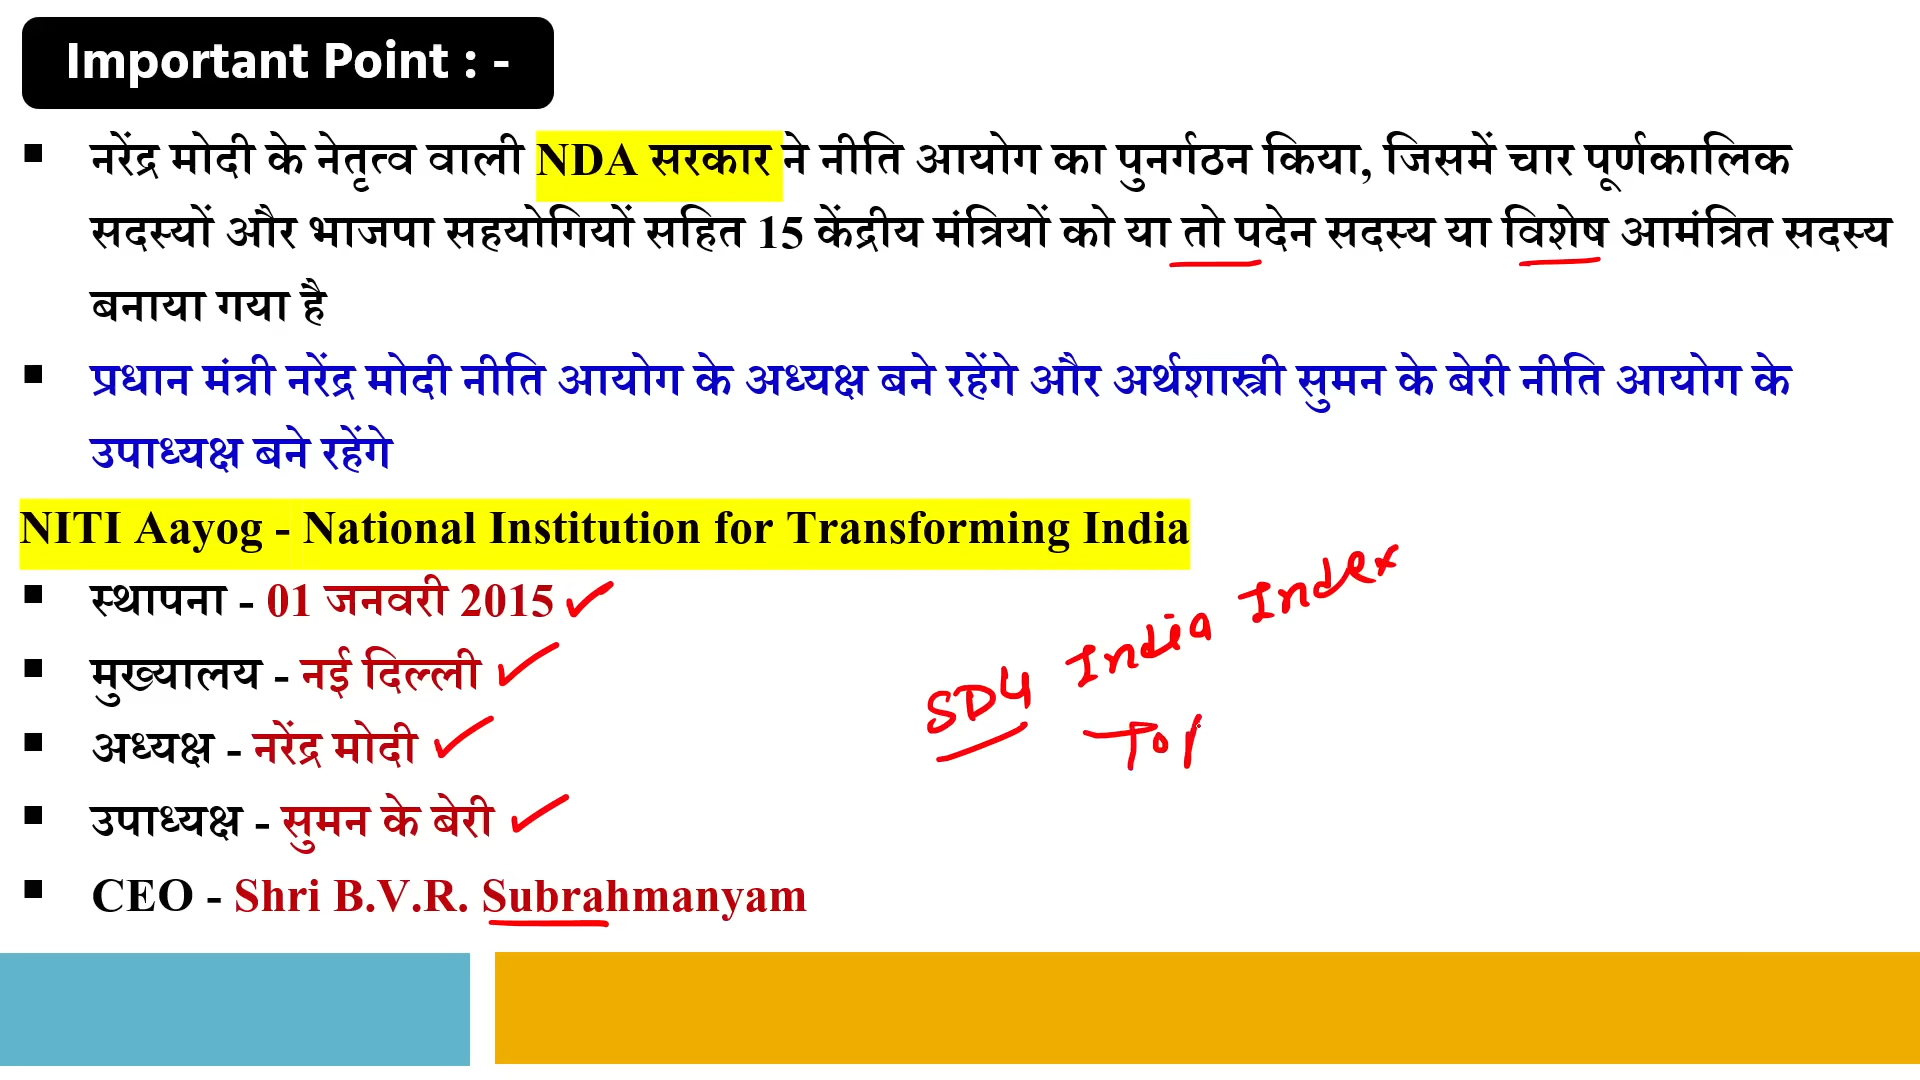 Important Point : -
▪ नरेंद्र मोदी के नेतृत्व वाली NDA सरकार ने नीति आयोग का पुनर्गठन किया, जिसमें चार पूर्णकालिक
सदस्यों और भाजपा सहयोगियों सहित 15 केंद्रीय मंत्रियों को या तो पदेन सदस्य या विशेष आमंत्रित सदस्य
बनाया गया है
▪ प्रधान मंत्री नरेंद्र मोदी नीति आयोग के अध्यक्ष बने रहेंगे और अर्थशास्त्री सुमन के बेरी नीति आयोग के
उपाध्यक्ष बने रहेंगे
NITI Aayog - National Institution for Transforming India
▪ स्थापना - 01 जनवरी 2015
▪ मुख्यालय - नई दिल्ली
▪ अध्यक्ष - नरेंद्र मोदी
▪ उपाध्यक्ष - सुमन के बेरी
▪ CEO - Shri B.V.R. Subrahmanyam
SDG India Index